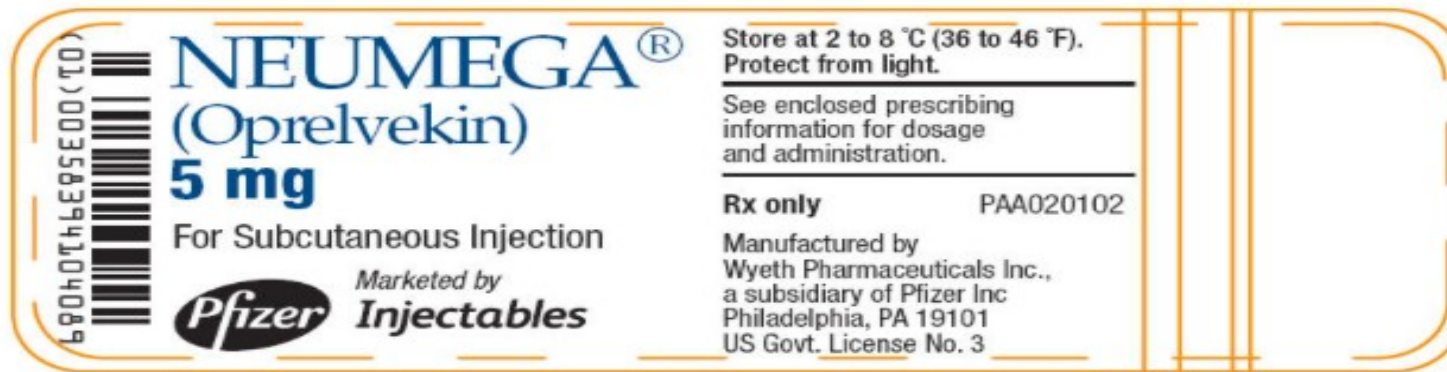 (01)00358394104089
NEUMEGA®
(Oprelvekin)
5 mg
For Subcutaneous Injection
Pfizer
Marketed by
Injectables
Store at 2 to 8 °C (36 to 46 °F).
Protect from light.
See enclosed prescribing
information for dosage
and administration.
Rx only PAA020102
Manufactured by
Wyeth Pharmaceuticals Inc.,
a subsidiary of Pfizer Inc
Philadelphia, PA 19101
US Govt. License No. 3